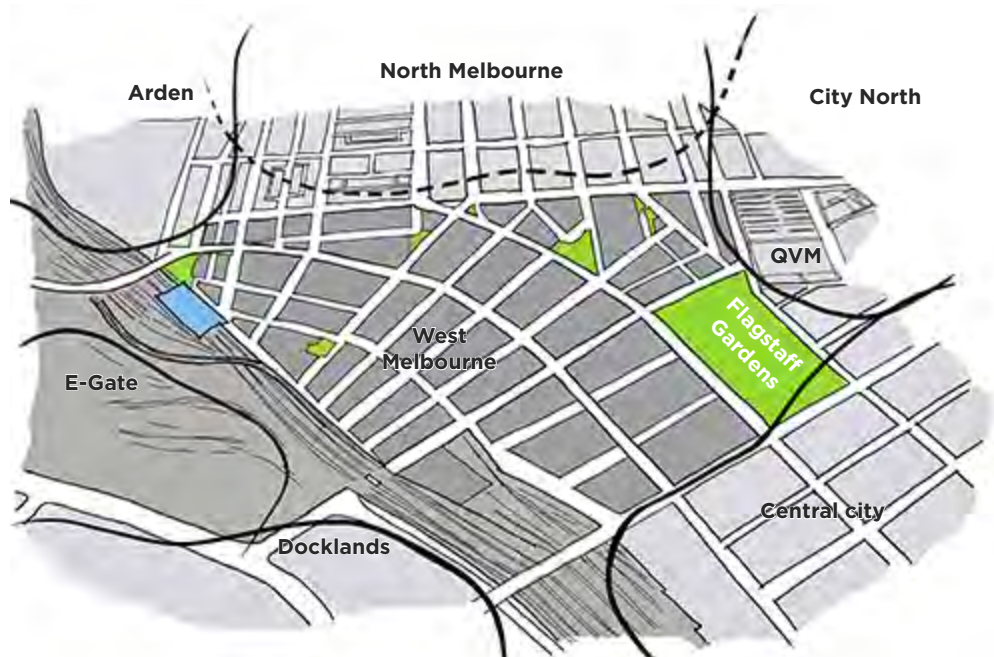 North Melbourne
Arden
City North
QVM
Flagstaff
Gardens
West
Melbourne
E-Gate
Central city
Docklands